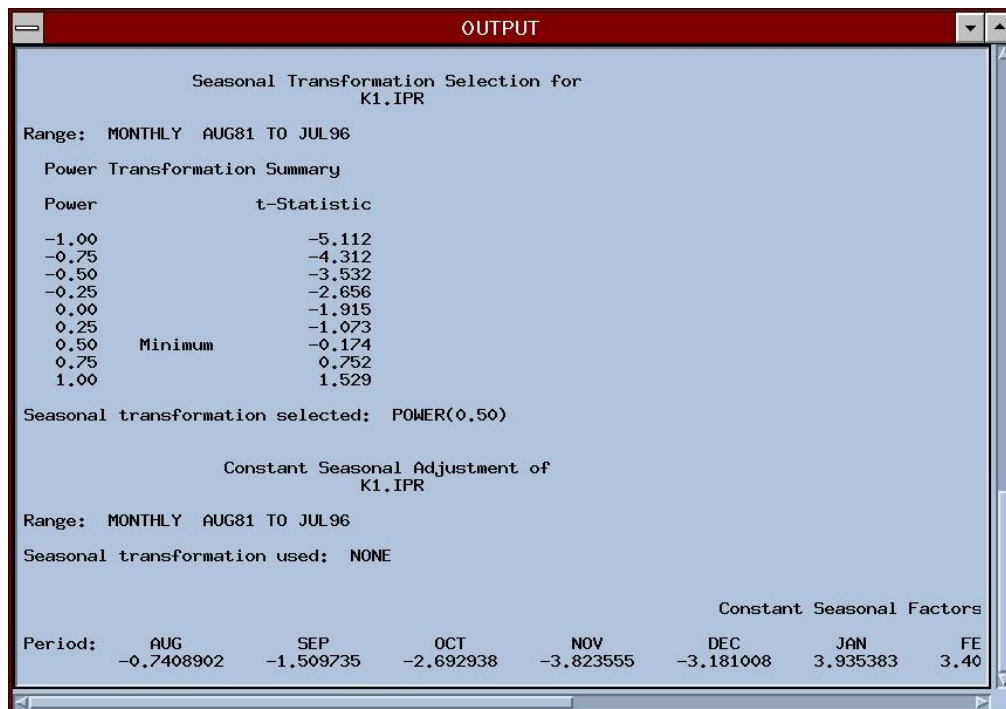 OUTPUT
Seasonal Transformation Selection for
K1.IPR
Range: MONTHLY AUG81 TO JUL96
Power Transformation Summary
Power t-Statistic
-1.00 -5.112
-0.75 -4.312
-0.50 -3.532
-0.25 -2.656
0.00 -1.915
0.25 -1.073
0.50 Minimum -0.174
0.75 0.752
1.00 1.529
Seasonal transformation selected: POWER(0.50)
Constant Seasonal Adjustment of
K1.IPR
Range: MONTHLY AUG81 TO JUL96
Seasonal transformation used: NONE
Constant Seasonal Factors
Period: AUG SEP OCT NOV DEC JAN FE
-0.7408902 -1.509735 -2.692938 -3.823555 -3.181008 3.935383 3.40